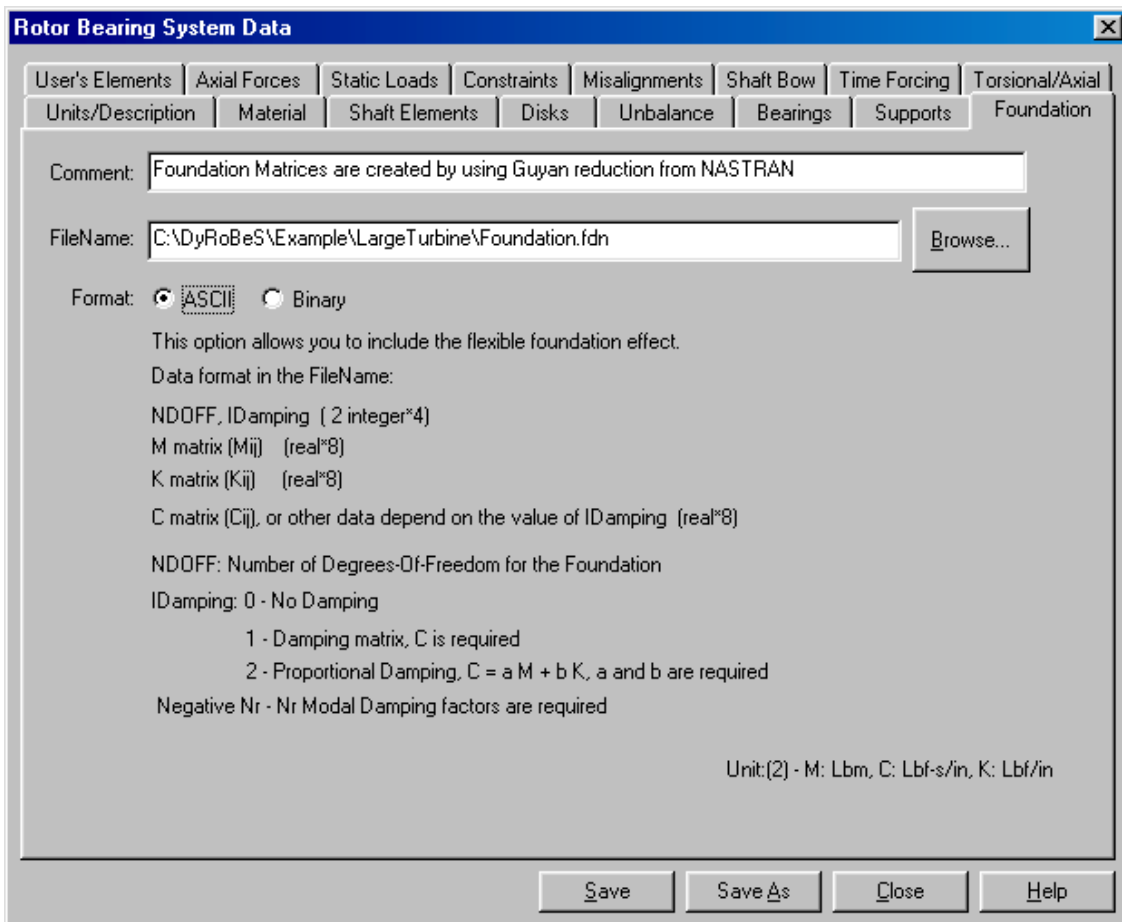 Rotor Bearing System Data
User's Elements Axial Forces Static Loads Constraints Misalignments Shaft Bow Time Forcing Torsional/Axial
Units/Description Material Shaft Elements Disks Unbalance Bearings Supports Foundation
Comment: Foundation Matrices are created by using Guyan reduction from NASTRAN
FileName: C:\DyRoBeS\Example\LargeTurbine\Foundation.fdn Browse...
Format: ASCII Binary
This option allows you to include the flexible foundation effect.
Data format in the FileName:
NDOFF, IDamping ( 2 integer*4)
M matrix (Mij) (real*8)
K matrix (Kij) (real*8)
C matrix (Cij), or other data depend on the value of IDamping (real*8)
NDOFF: Number of Degrees-Of-Freedom for the Foundation
IDamping: 0 - No Damping
1 - Damping matrix, C is required
2 - Proportional Damping, C = a M + b K, a and b are required
Negative Nr - Nr Modal Damping factors are required
Unit:(2) - M: Lbm, C: Lbf-s/in, K: Lbf/in
Save Save As Close Help